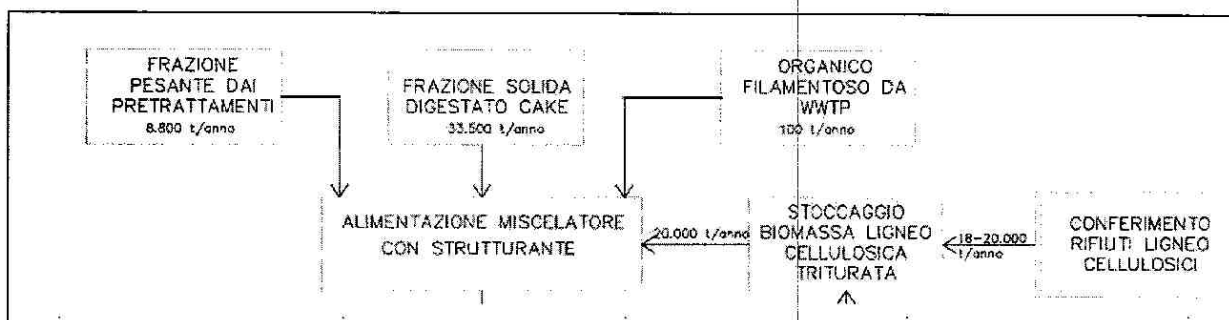 FRAZIONE
PESANTE DAI
PRETRATTAMENTI
8.800 t/anno
FRAZIONE SOLIDA
DIGESTATO CAKE
33.500 t/anno
ORGANICO
FILAMENTOSO DA
WWTP
100 t/anno
ALIMENTAZIONE MISCELATORE
CON STRUTTURANTE
20.000 t/anno
STOCCAGGIO
BIOMASSA LIGNEO
CELLULOSICA
TRITURATA
18-20.000
t/anno
CONFERIMENTO
RIFIUTI LIGNEO
CELLULOSICI